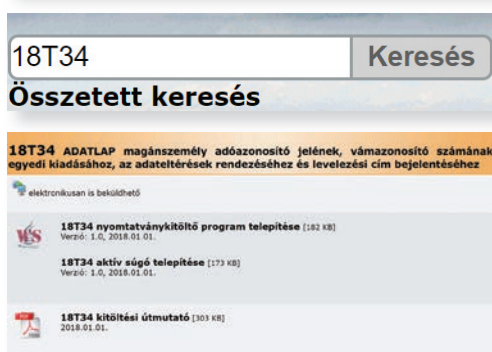 18T34 Keresés
Összetett keresés
18T34 ADATLAP magánszemély adóazonosító jelének, vámazonosító számának
egyedi kiadásához, az adateltérések rendezéséhez és levelezési cím bejelentéséhez
elektronikusan is beküldhető
18T34 nyomtatványkitöltő program telepítése [182 KB]
Verzió: 1.0, 2018.01.01.
18T34 aktív súgó telepítése [173 KB]
Verzió: 1.0, 2018.01.01.
18T34 kitöltési útmutató [303 KB]
2018.01.01.